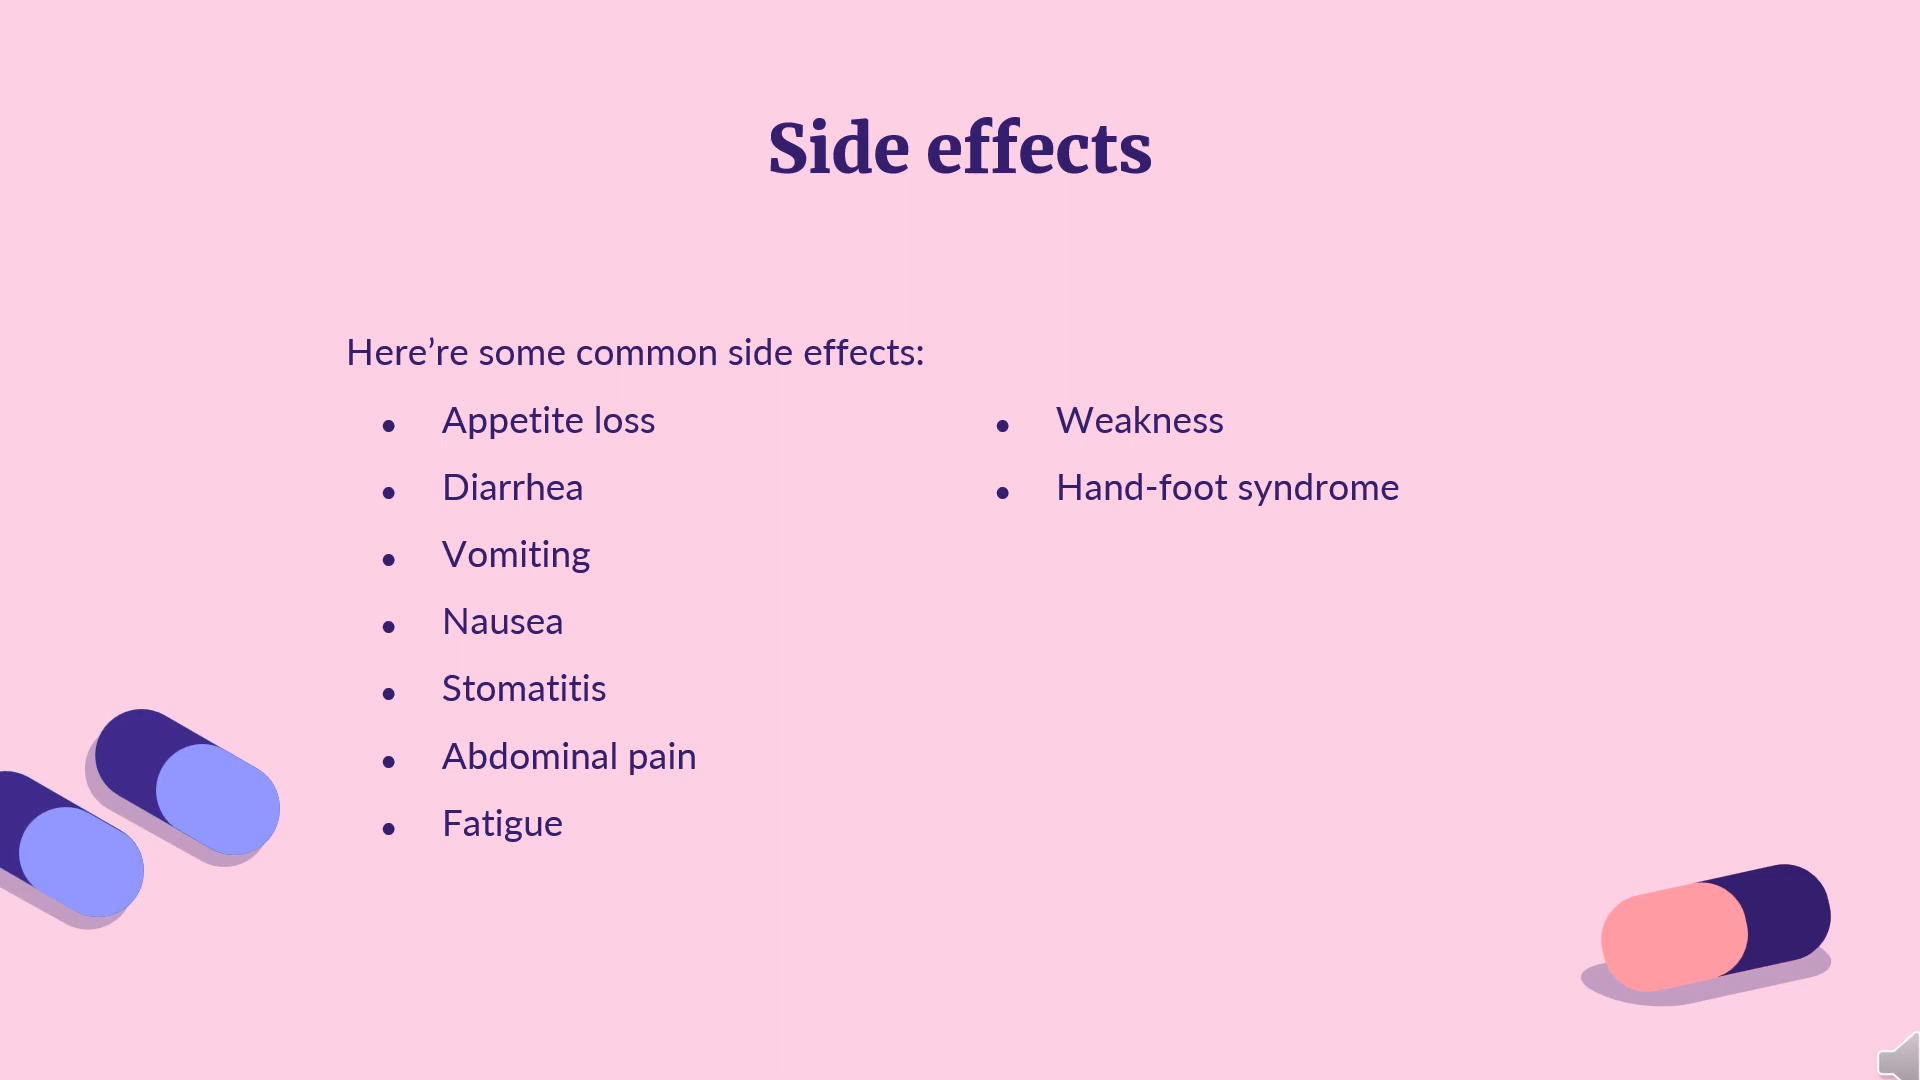 Side effects
Here’re some common side effects:
● Appetite loss
● Diarrhea
● Vomiting
● Nausea
● Stomatitis
● Abdominal pain
● Fatigue
● Weakness
● Hand-foot syndrome